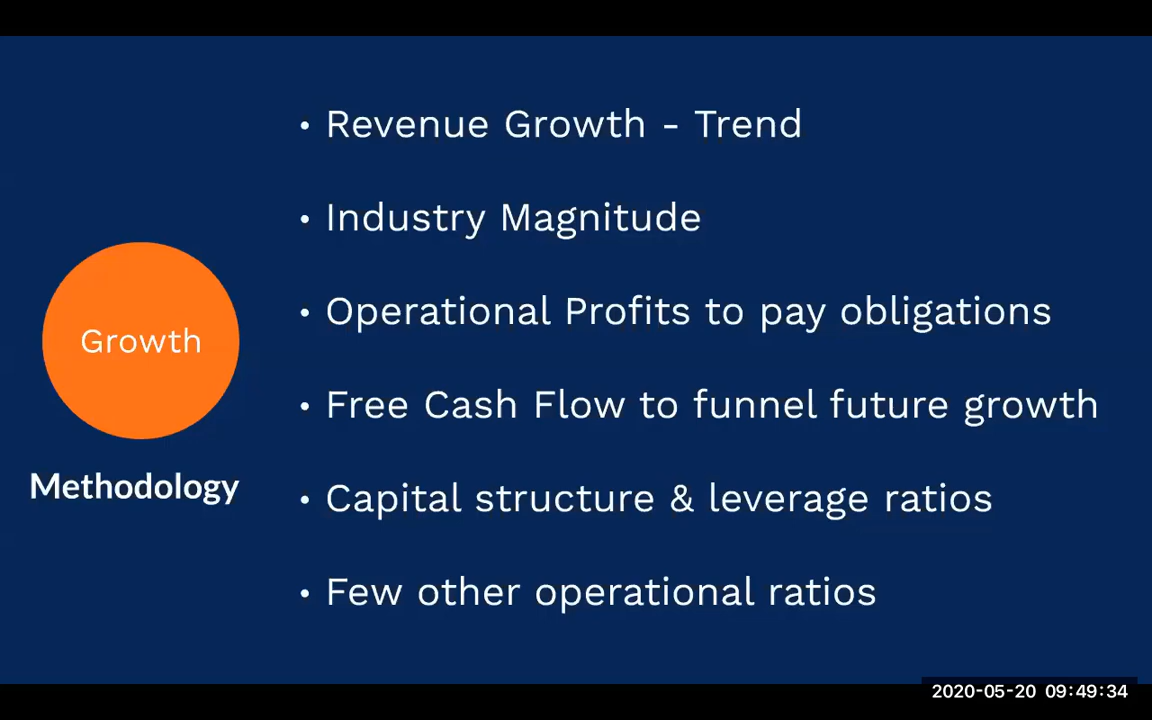 • Revenue Growth - Trend
• Industry Magnitude
• Operational Profits to pay obligations
Growth
• Free Cash Flow to funnel future growth
Methodology
• Capital structure & leverage ratios
• Few other operational ratios
2020-05-20 09:49:34